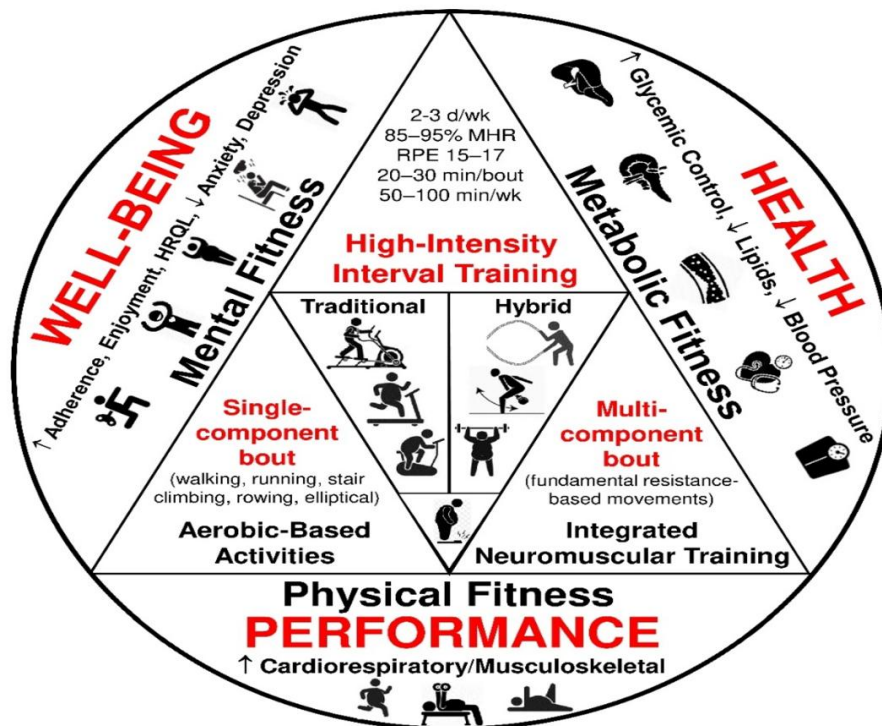 WELL-BEING
↑ Adherence, Enjoyment, HRQL, ↓ Anxiety, Depression
Mental Fitness
2-3 d/wk
85–95% MHR
RPE 15–17
20–30 min/bout
50–100 min/wk
High-Intensity
Interval Training
HEALTH
↑ Glycemic Control, ↓ Lipids, ↓ Blood Pressure
Metabolic Fitness
Traditional
Hybrid
Single-
component
bout
(walking, running, stair
climbing, rowing, elliptical)
Aerobic-Based
Activities
Multi-
component
bout
(fundamental resistance-
based movements)
Integrated
Neuromuscular Training
Physical Fitness
PERFORMANCE
↑ Cardiorespiratory/Musculoskeletal